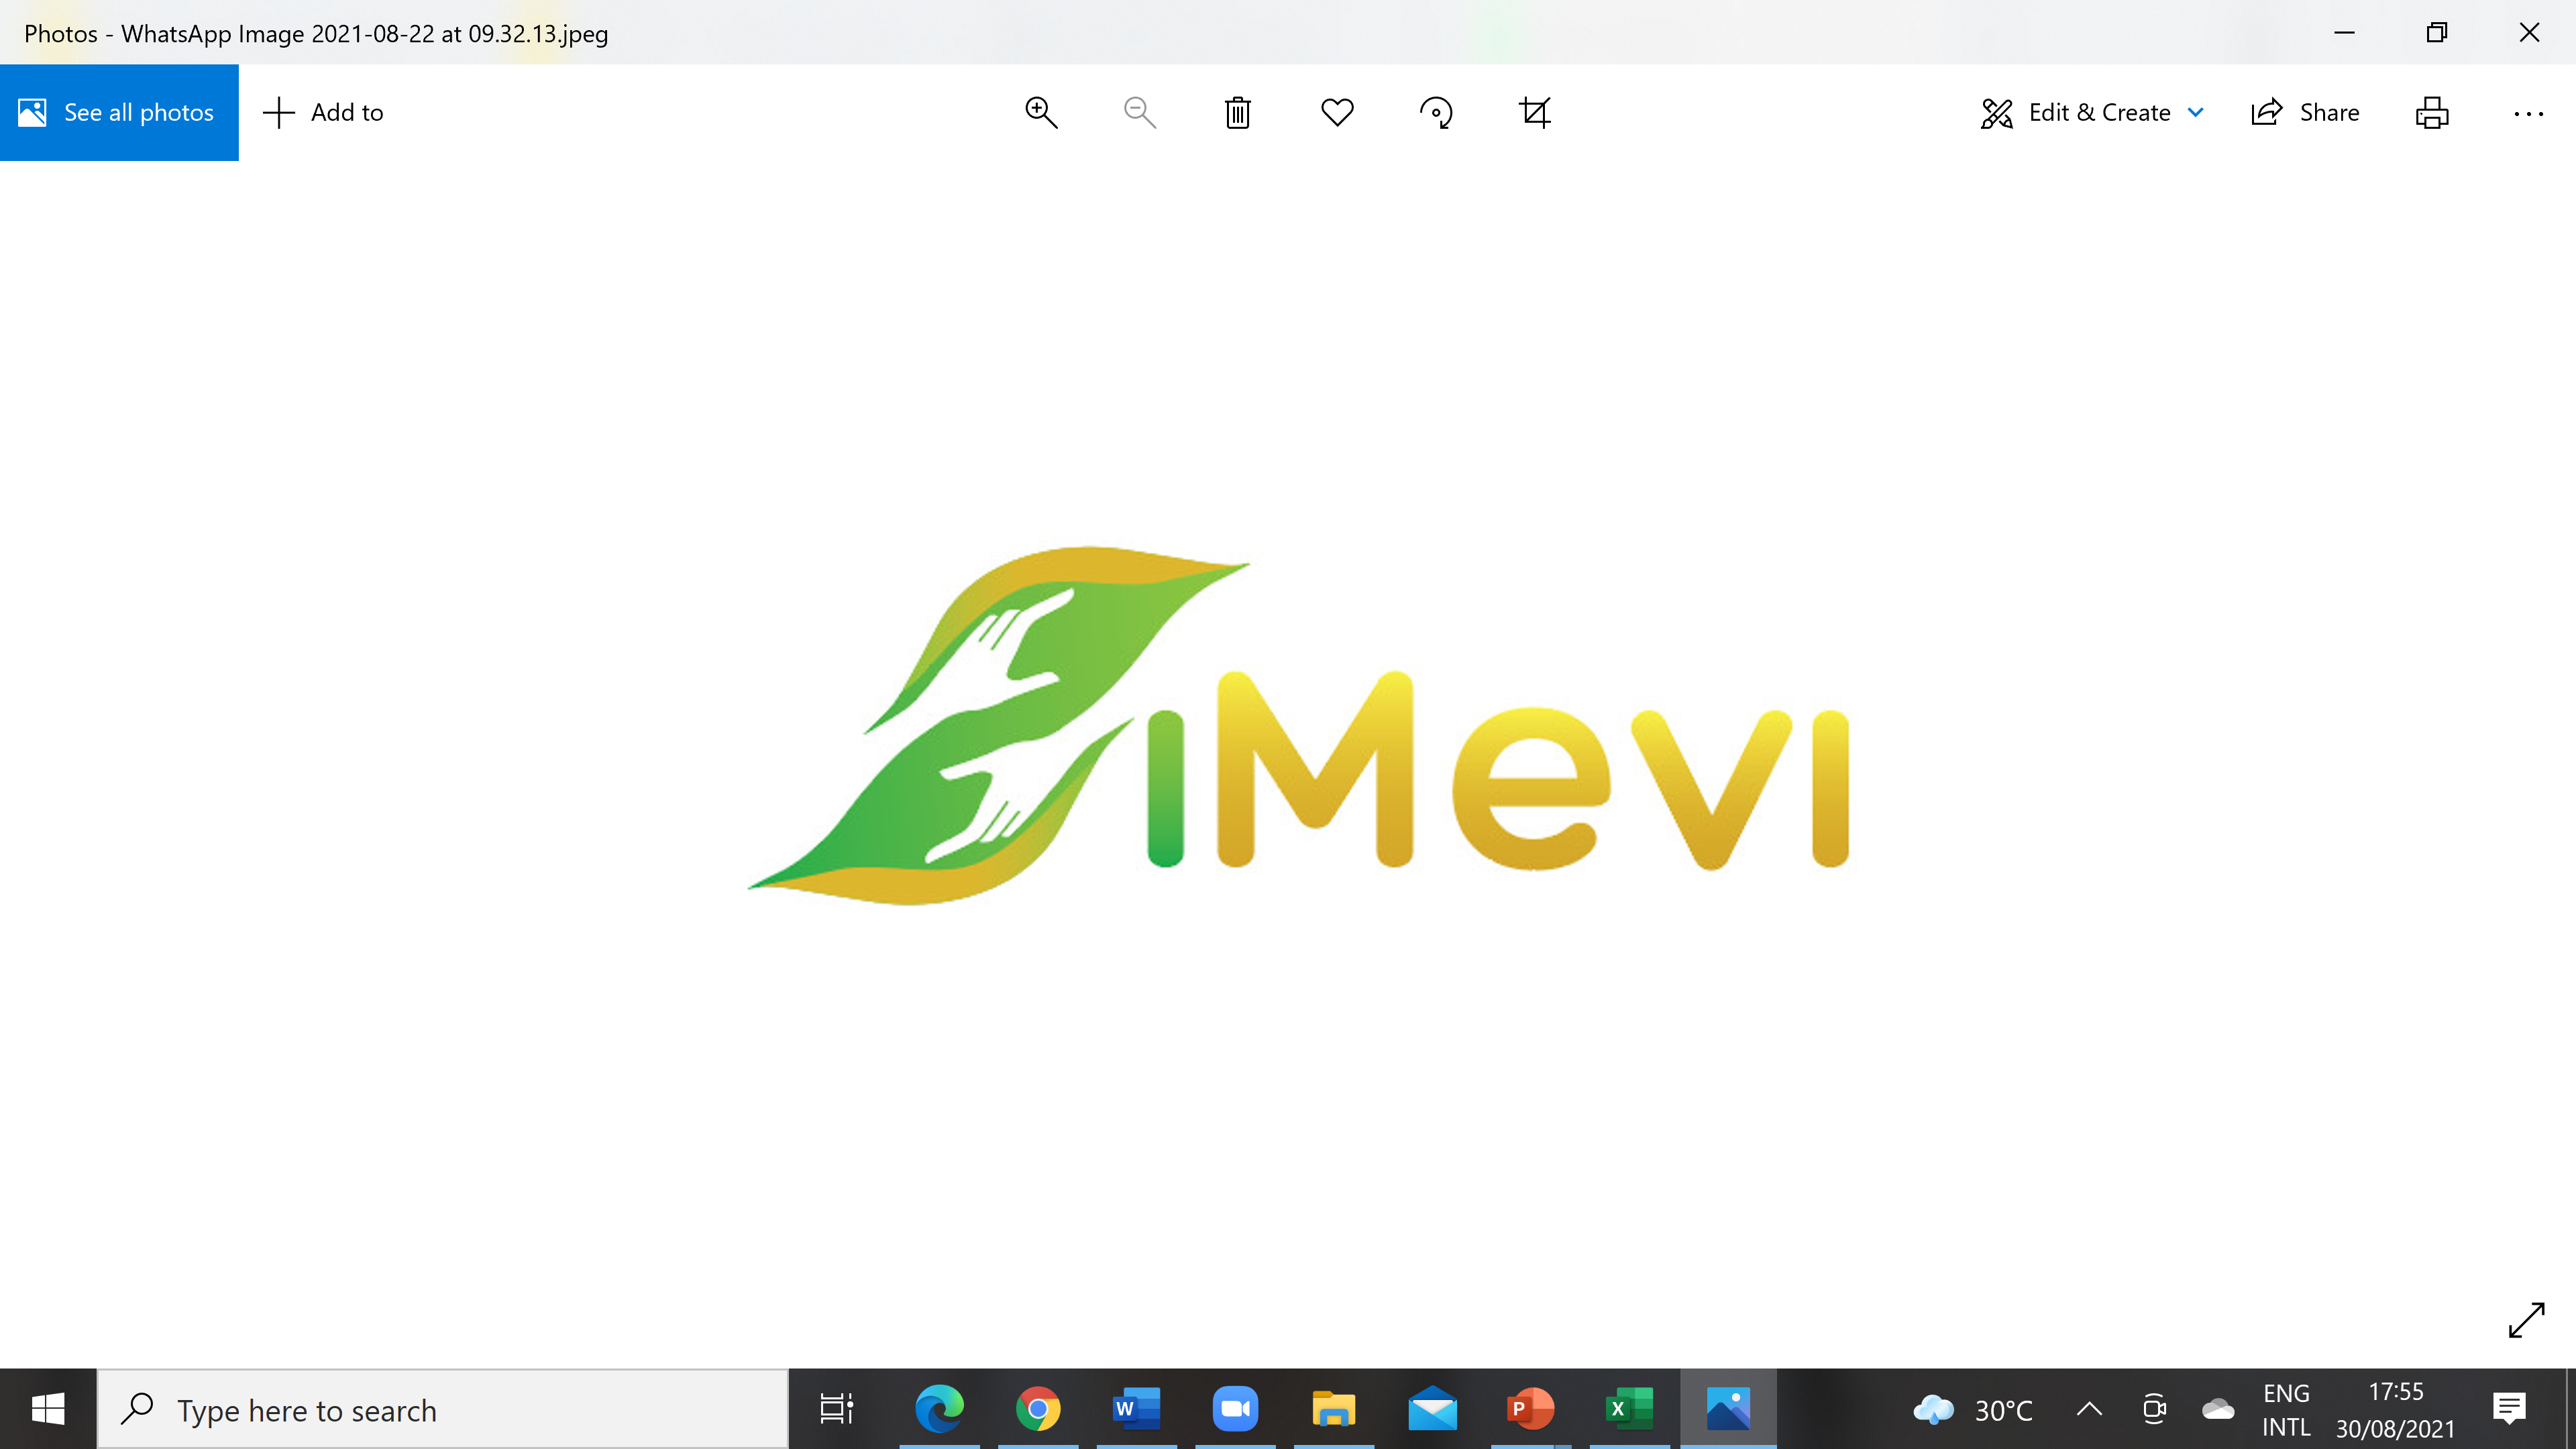 Photos - WhatsApp Image 2021-08-22 at 09.32.13.jpeg
See all photos
Add to
Edit & Create
Share
iMevi
Type here to search
W
P
X
30°C
ENG
INTL
17:55
30/08/2021